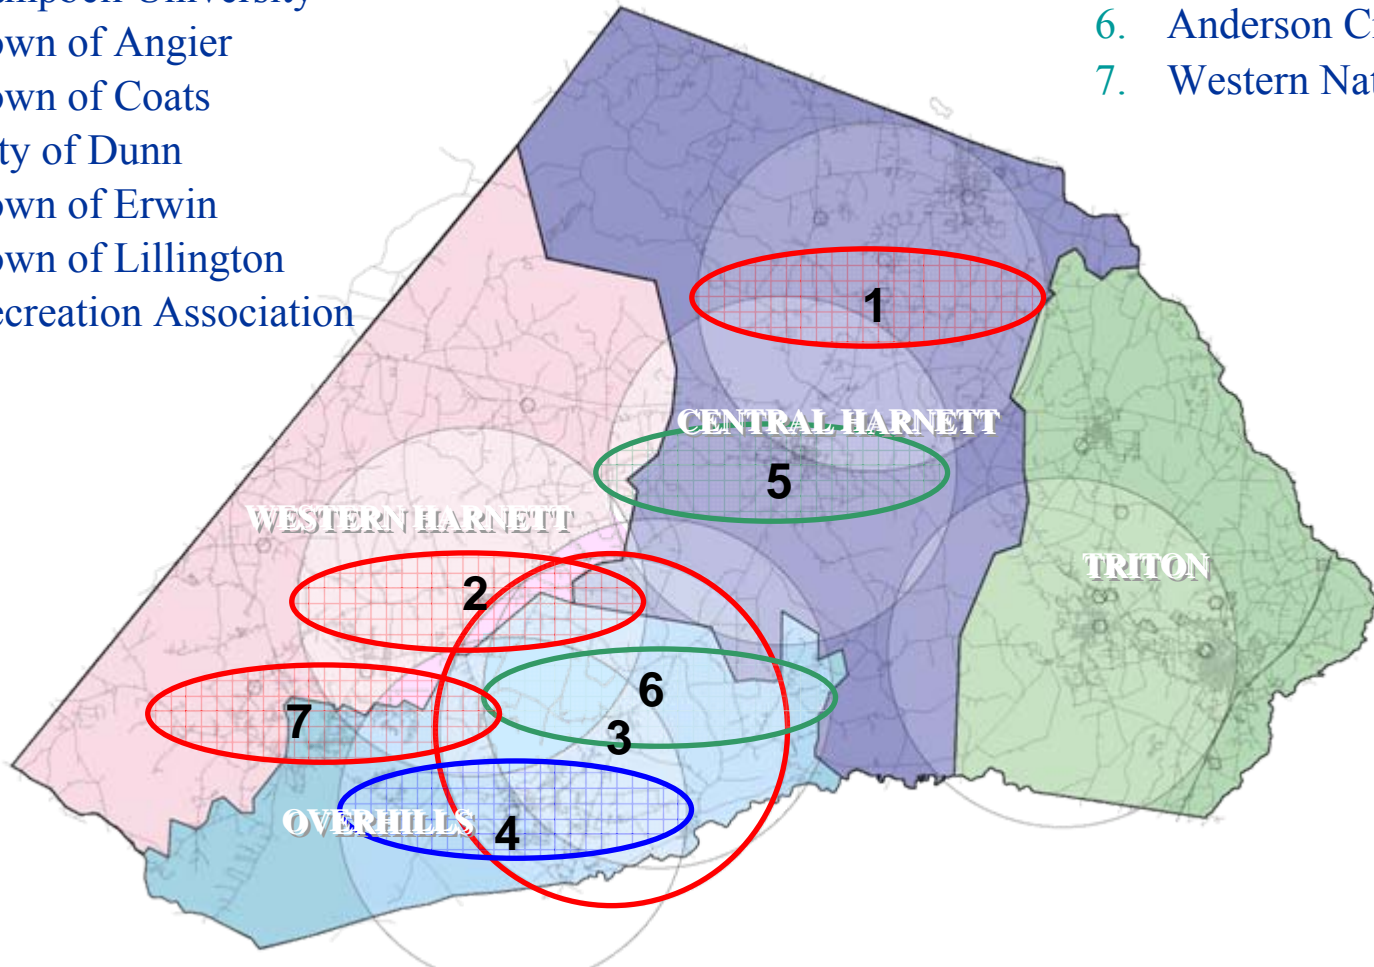 own of Angier
own of Coats
ty of Dunn
own of Erwin
own of Lillington
ecreation Association
University
6. Anderson
7. Western
1
CENTRAL HARNETT
5
WESTERN HARNETT
TRITON
2
6
7
3
OVERHILLS
4